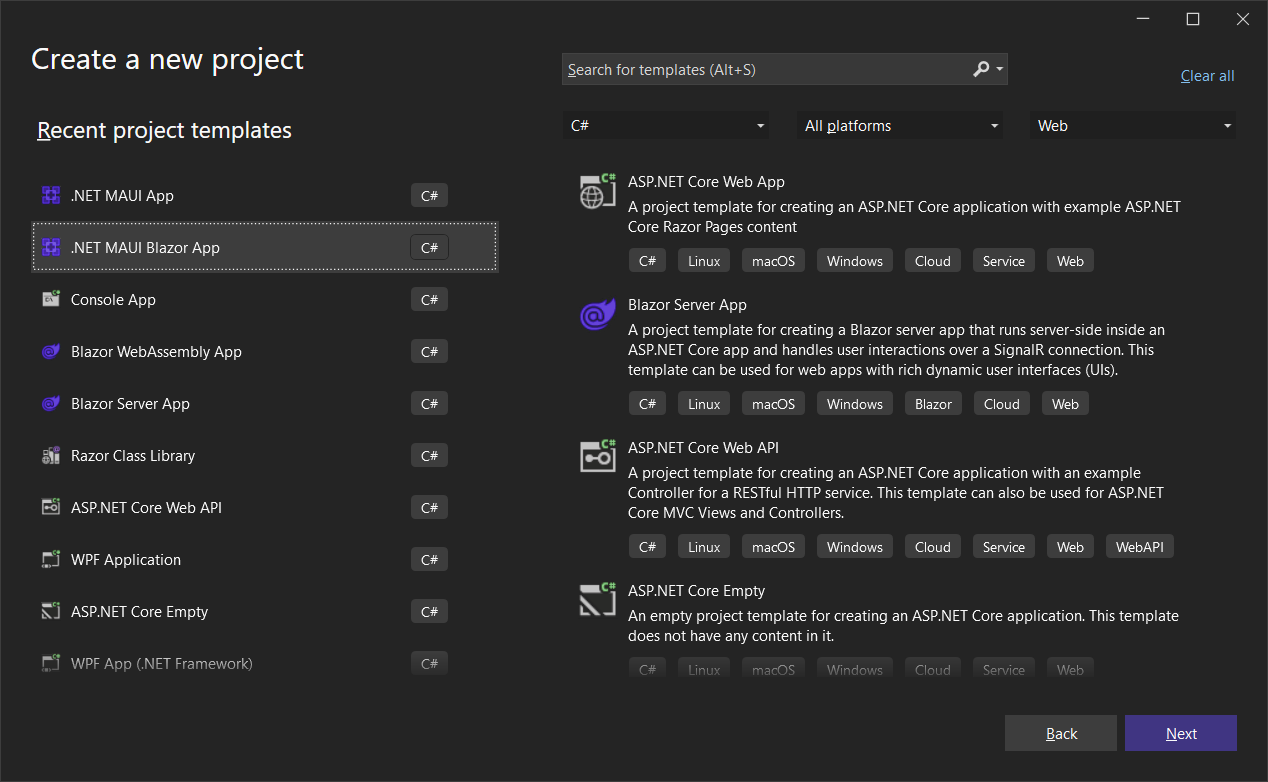 Create a new project
Search for templates (Alt+S)
Clear all
Recent project templates
C#
All platforms
Web
.NET MAUI App
C#
.NET MAUI Blazor App
C#
Console App
C#
Blazor WebAssembly App
C#
Blazor Server App
C#
Razor Class Library
C#
ASP.NET Core Web API
C#
WPF Application
C#
ASP.NET Core Empty
C#
WPF App (.NET Framework)
C#
ASP.NET Core Web App
A project template for creating an ASP.NET Core application with example ASP.NET
Core Razor Pages content
C# Linux macOS Windows Cloud Service Web
Blazor Server App
A project template for creating a Blazor server app that runs server-side inside an
ASP.NET Core app and handles user interactions over a SignalR connection. This
template can be used for web apps with rich dynamic user interfaces (UIs).
C# Linux macOS Windows Blazor Cloud Web
ASP.NET Core Web API
A project template for creating an ASP.NET Core application with an example
Controller for a RESTful HTTP service. This template can also be used for ASP.NET
Core MVC Views and Controllers.
C# Linux macOS Windows Cloud Service Web WebAPI
ASP.NET Core Empty
An empty project template for creating an ASP.NET Core application. This template
does not have any content in it.
C# Linux macOS Windows Cloud Service Web
Back
Next